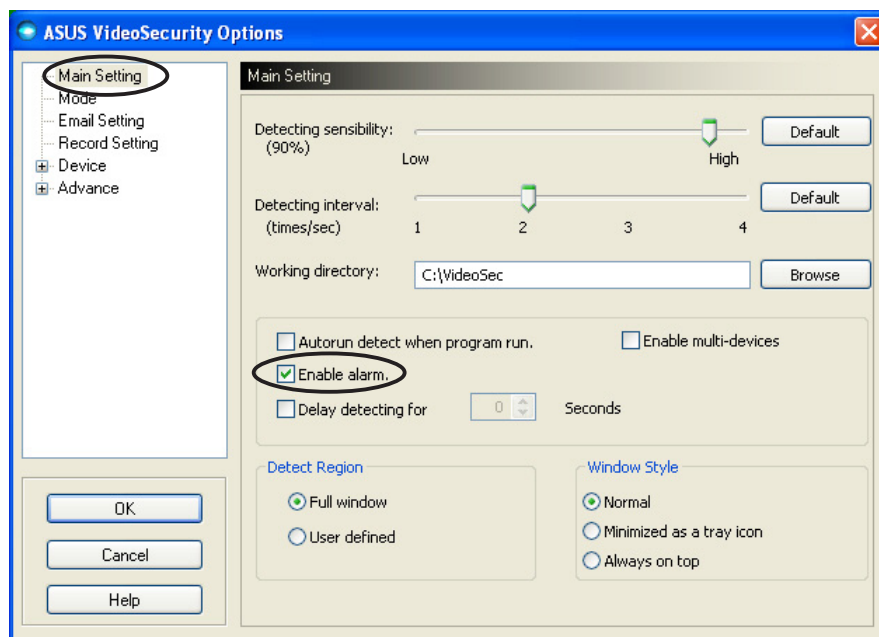 ASUS VideoSecurity Options
Main Setting
Mode
Email Setting
Record Setting
Device
Advance
OK
Cancel
Help
Main Setting
Detecting sensibility:
(90%)
Low High
Default
Detecting interval:
(times/sec)
1 2 3 4
Default
Working directory: C:\VideoSec Browse
Autorun detect when program run. Enable multi-devices
Enable alarm.
Delay detecting for 0 Seconds
Detect Region
Full window
User defined
Window Style
Normal
Minimized as a tray icon
Always on top